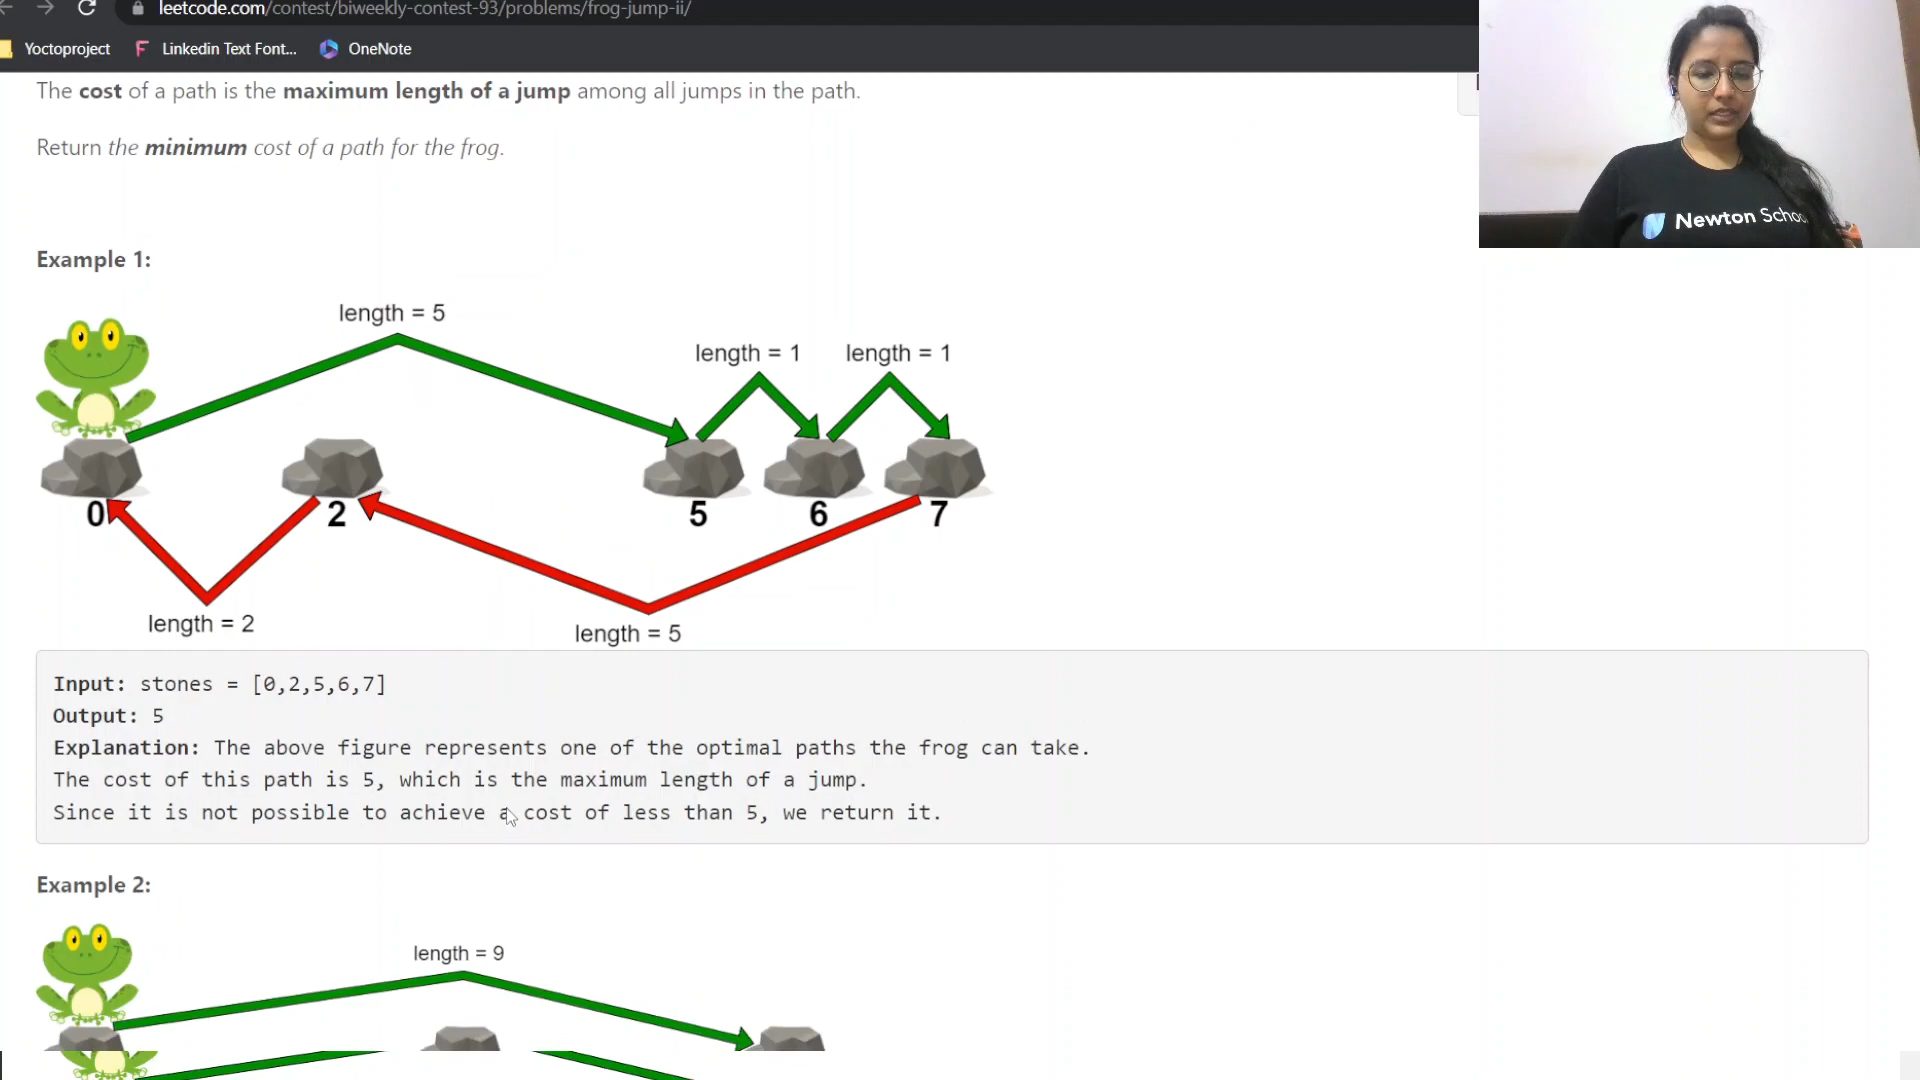 leetcode.com/contest/biweekly-contest-93/problems/frog-jump-ii/
Yoctoproject
Linkedin Text Font...
OneNote
The cost of a path is the maximum length of a jump among all jumps in the path.
Return the minimum cost of a path for the frog.
Newton School
Example 1:
length = 5
length = 1
length = 1
0
2
5
6
7
length = 2
length = 5
Input: stones = [0,2,5,6,7]
Output: 5
Explanation: The above figure represents one of the optimal paths the frog can take.
The cost of this path is 5, which is the maximum length of a jump.
Since it is not possible to achieve a cost of less than 5, we return it.
Example 2:
length = 9